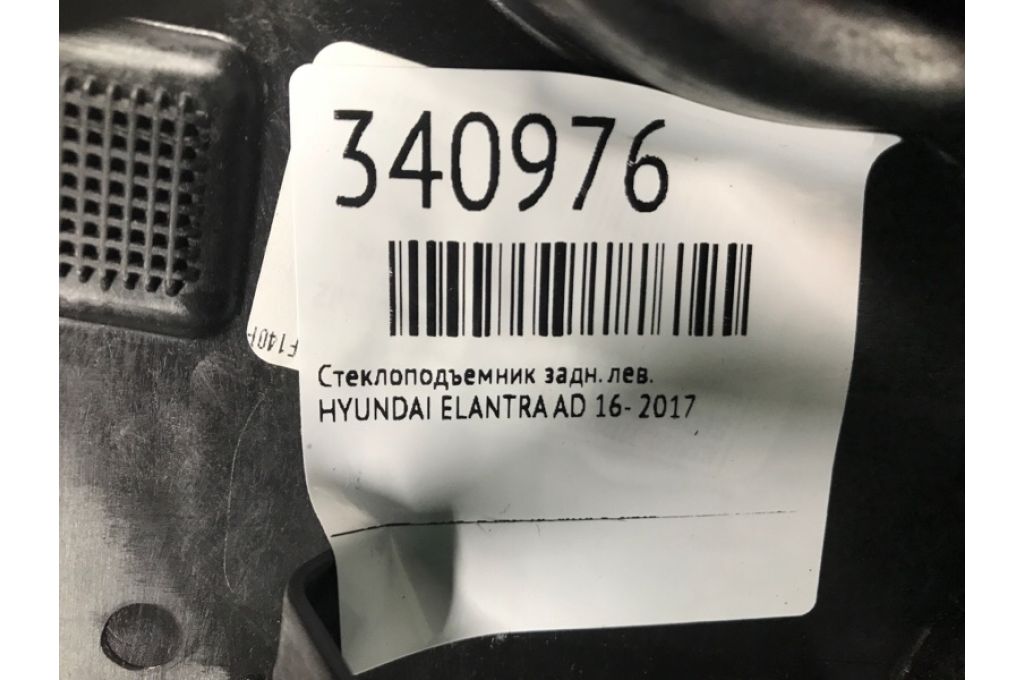 340976
Стеклоподъемник задн. лев.
HYUNDAI ELANTRA AD 16- 2017